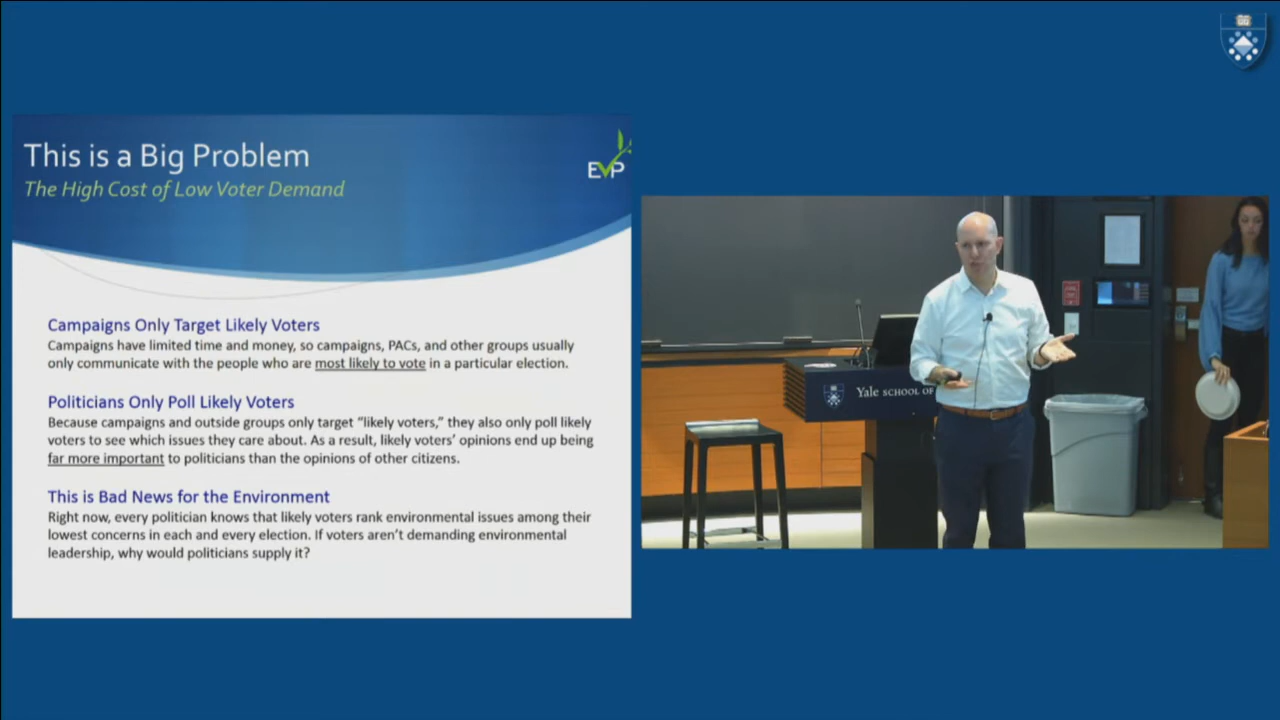 This is a Big Problem
The High Cost of Low Voter Demand
EVP
Campaigns Only Target Likely Voters
Campaigns have limited time and money, so campaigns, PACs, and other groups usually
only communicate with the people who are most likely to vote in a particular election.
Politicians Only Poll Likely Voters
Because campaigns and outside groups only target “likely voters,” they also only poll likely
voters to see which issues they care about. As a result, likely voters’ opinions end up being
far more important to politicians than the opinions of other citizens.
This is Bad News for the Environment
Right now, every politician knows that likely voters rank environmental issues among their
lowest concerns in each and every election. If voters aren’t demanding environmental
leadership, why would politicians supply it?
Yale SCHOOL OF